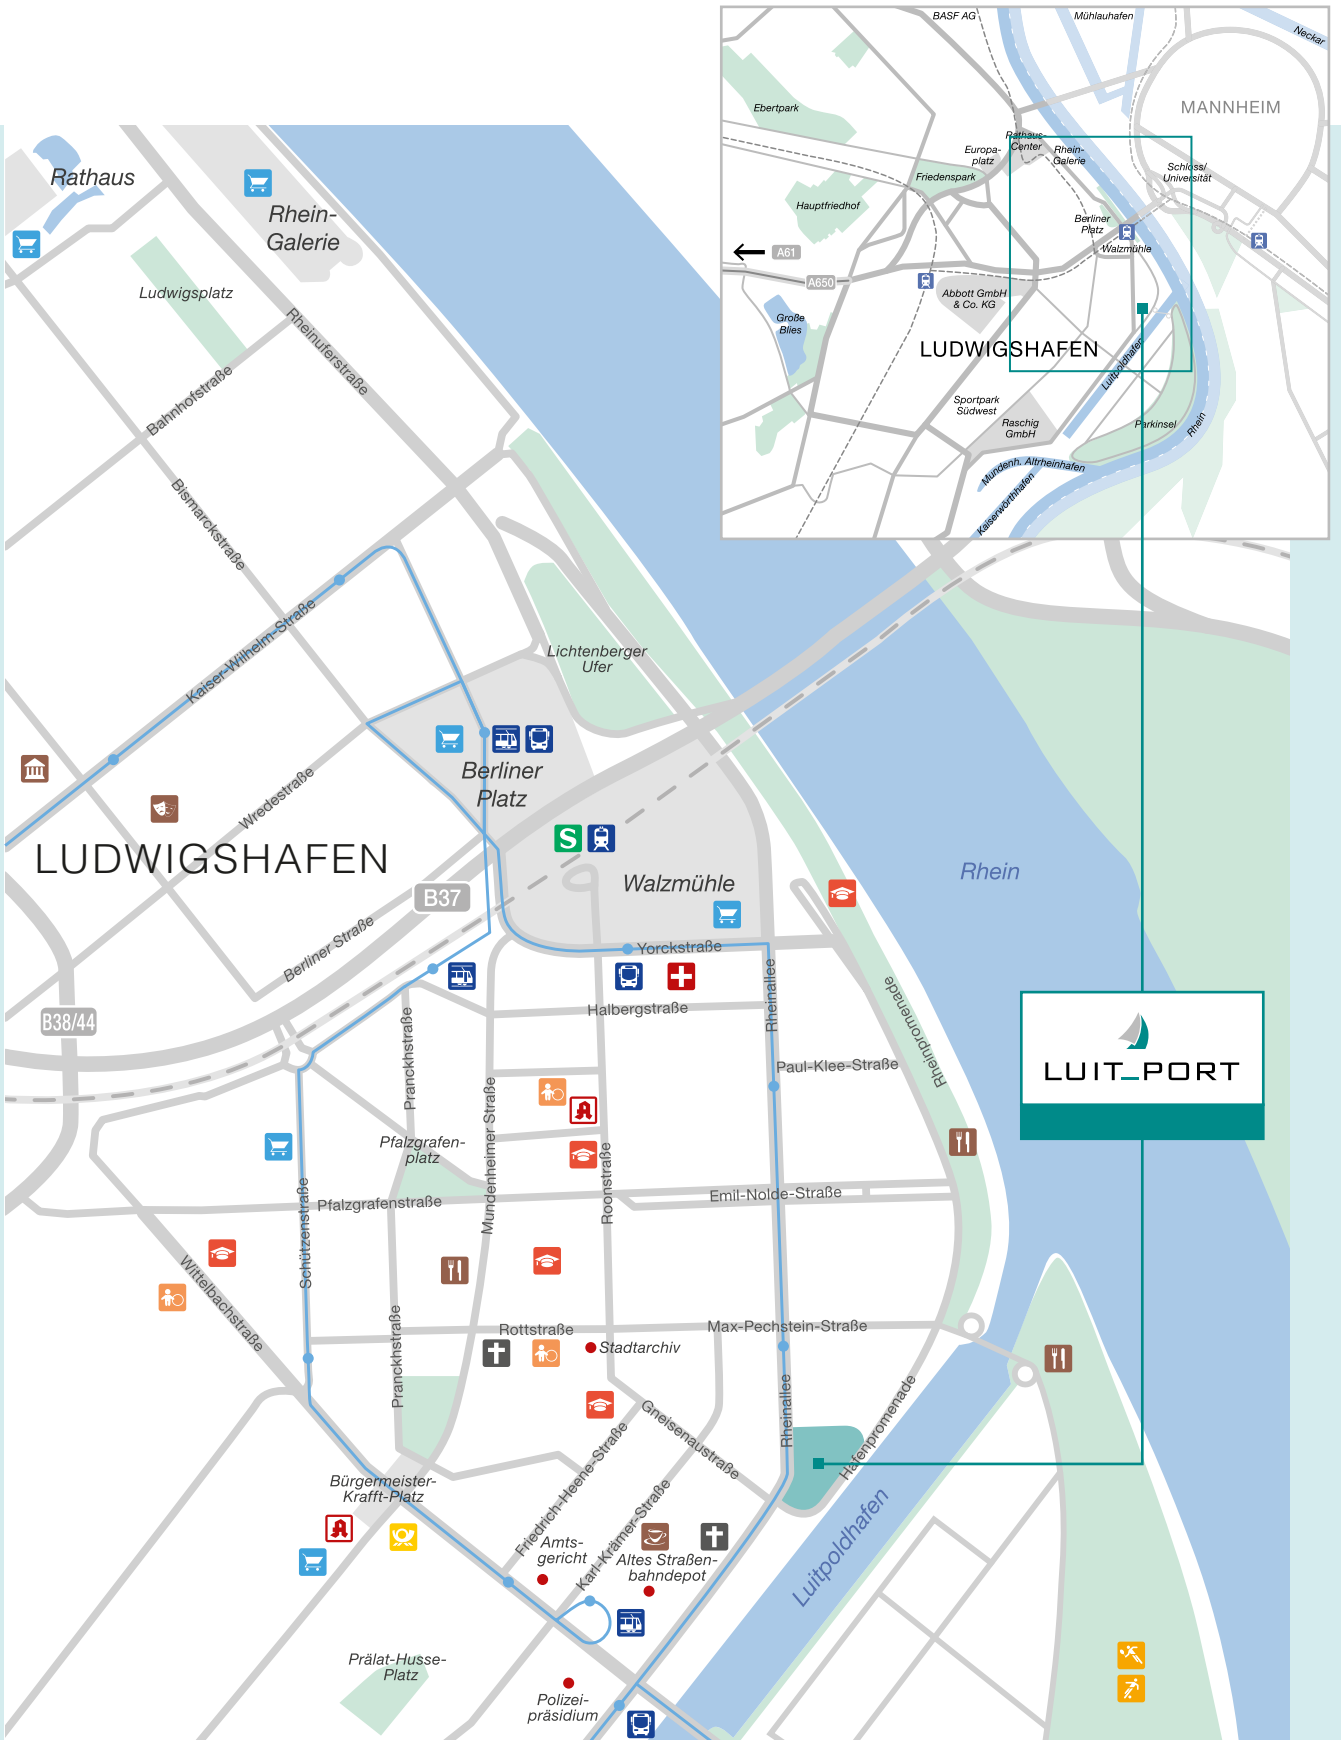 BASF AG
Mühlauhafen
Neckar
MANNHEIM
Ebertpark
Rathaus-
Center
Europa-
platz
Rhein-
Galerie
Friedenspark
Schloss/
Universität
Hauptfriedhof
Berliner
Platz
Walzmühle
A61
A650
Abbott GmbH
& Co. KG
Große
Blies
LUDWIGSHAFEN
Luitpoldhafen
Sportpark
Südwest
Raschig
GmbH
Parkinsel
Rhein
Mundenh. Altrheinhafen
Kaiserwörthhafen
Rathaus
Rhein-
Galerie
Ludwigsplatz
Rheinuferstraße
Bahnhofstraße
Bismarckstraße
Kaiser-Wilhelm-Straße
Lichtenberger
Ufer
Berliner
Platz
Wredestraße
LUDWIGSHAFEN
S
Walzmühle
Rhein
B37
Berliner Straße
Yorckstraße
B38/44
Halbergstraße
Rheinallee
Rheinpromenade
Pranckhstraße
Paul-Klee-Straße
LUIT_PORT
Mundenheimer Straße
A
Pfalzgrafen-
platz
Roonstraße
Emil-Nolde-Straße
Pfalzgrafenstraße
Schützenstraße
Wittelbachstraße
Pranckhstraße
Rottstraße
Max-Pechstein-Straße
Stadtarchiv
Rheinallee
Gneisenaustraße
Hafenpromenade
Friedrich-Heene-Straße
Bürgermeister-
Krafft-Platz
Karl-Krämer-Straße
A
Amts-
gericht
Altes Straßen-
bahndepot
Luitpoldhafen
Prälat-Husse-
Platz
Polizei-
präsidium